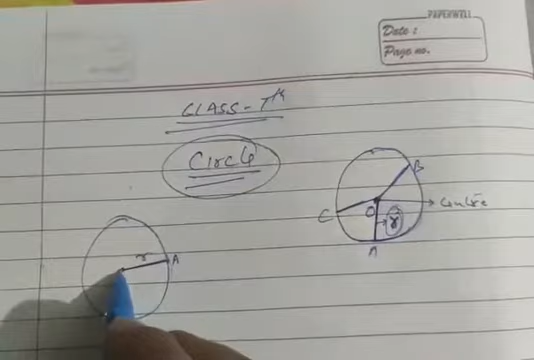 PAPERWELL
Date :
Page no.
CLASS-7th
Circle
B
C
O
Centre
r
A
r
A